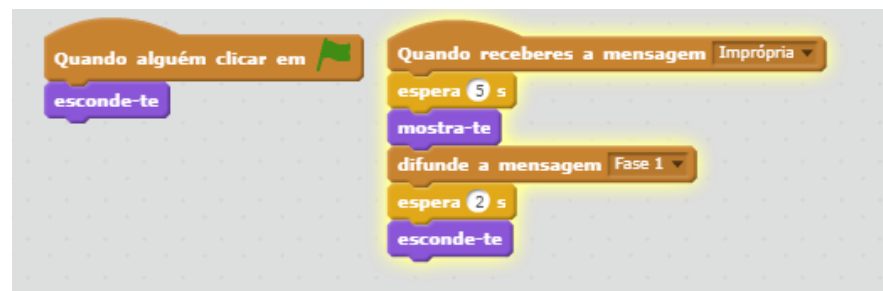 Quando alguém clicar em
esconde-te
Quando receberes a mensagem Imprópria
espera 5 s
mostra-te
difunde a mensagem Fase 1
espera 2 s
esconde-te